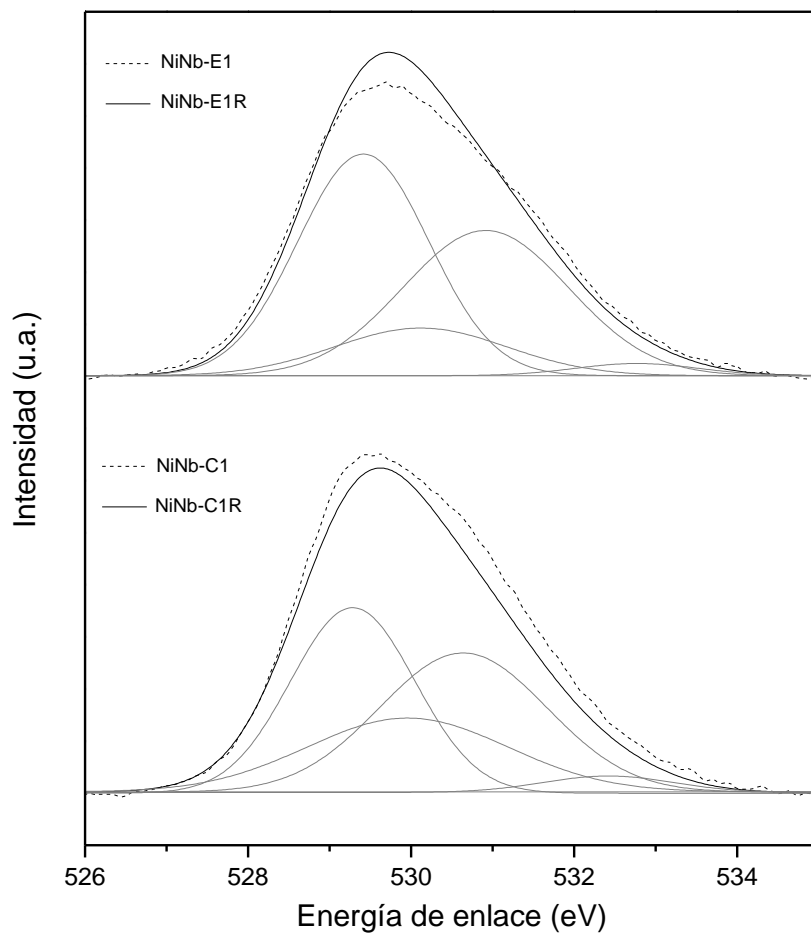 NiNb-E1
NiNb-E1R
NiNb-C1
NiNb-C1R
Intensidad (u.a.)
526 528 530 532 534
Energía de enlace (eV)